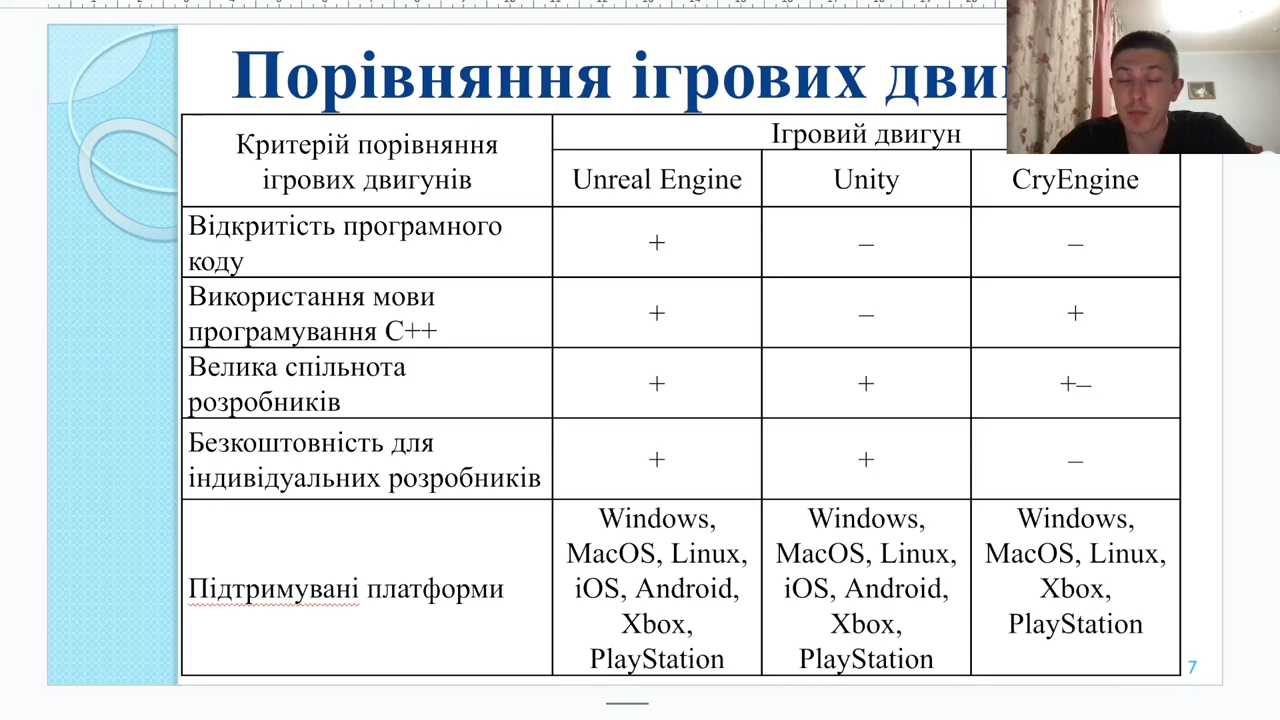 Порівняння ігрових
Критерій порівняння
ігрових двигунів
Ігровий двигун
Unreal Engine
Unity
CryEngine
Відкритість програмного
коду
+
–
–
Використання мови
програмування C++
+
–
+
Велика спільнота
розробників
+
+
+–
Безкоштовність для
індивідуальних розробників
+
+
–
Підтримувані платформи
Windows,
MacOS, Linux,
iOS, Android,
Xbox,
PlayStation
Windows,
MacOS, Linux,
iOS, Android,
Xbox,
PlayStation
Windows,
MacOS, Linux,
Xbox,
PlayStation
7